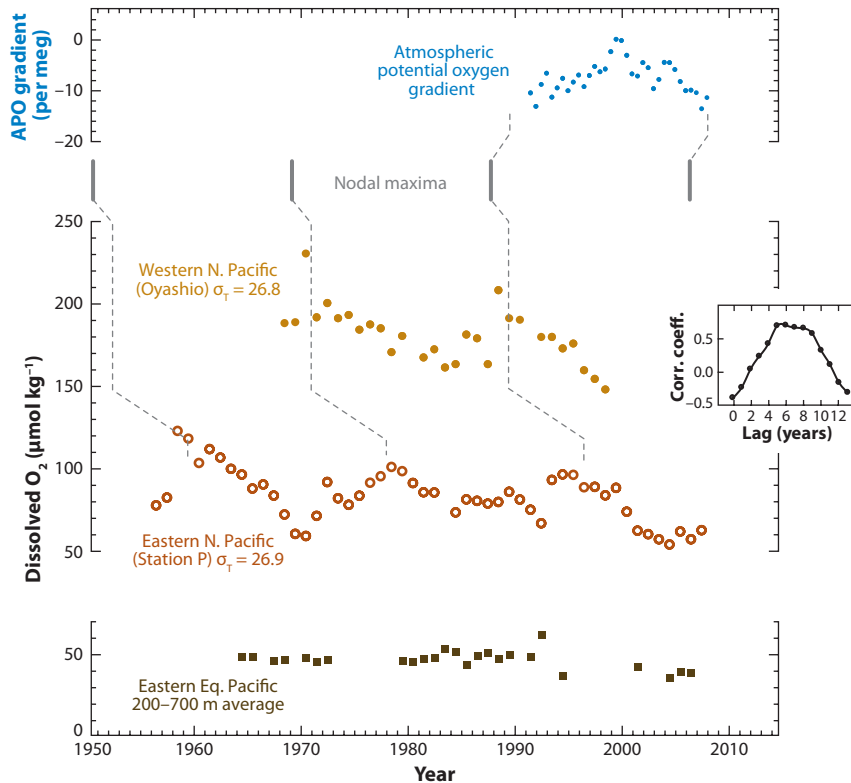 APO gradient
(per meg)
0
−10
−20
Atmospheric
potential oxygen
gradient
Nodal maxima
Dissolved O₂ (μmol kg⁻¹)
250
200
150
100
50
50
0
Western N. Pacific
(Oyashio) σ_T = 26.8
Corr. coeff.
0.5
0.0
−0.5
0 2 4 6 8 10 12
Lag (years)
Eastern N. Pacific
(Station P) σ_T = 26.9
Eastern Eq. Pacific
200–700 m average
1950 1960 1970 1980 1990 2000 2010
Year